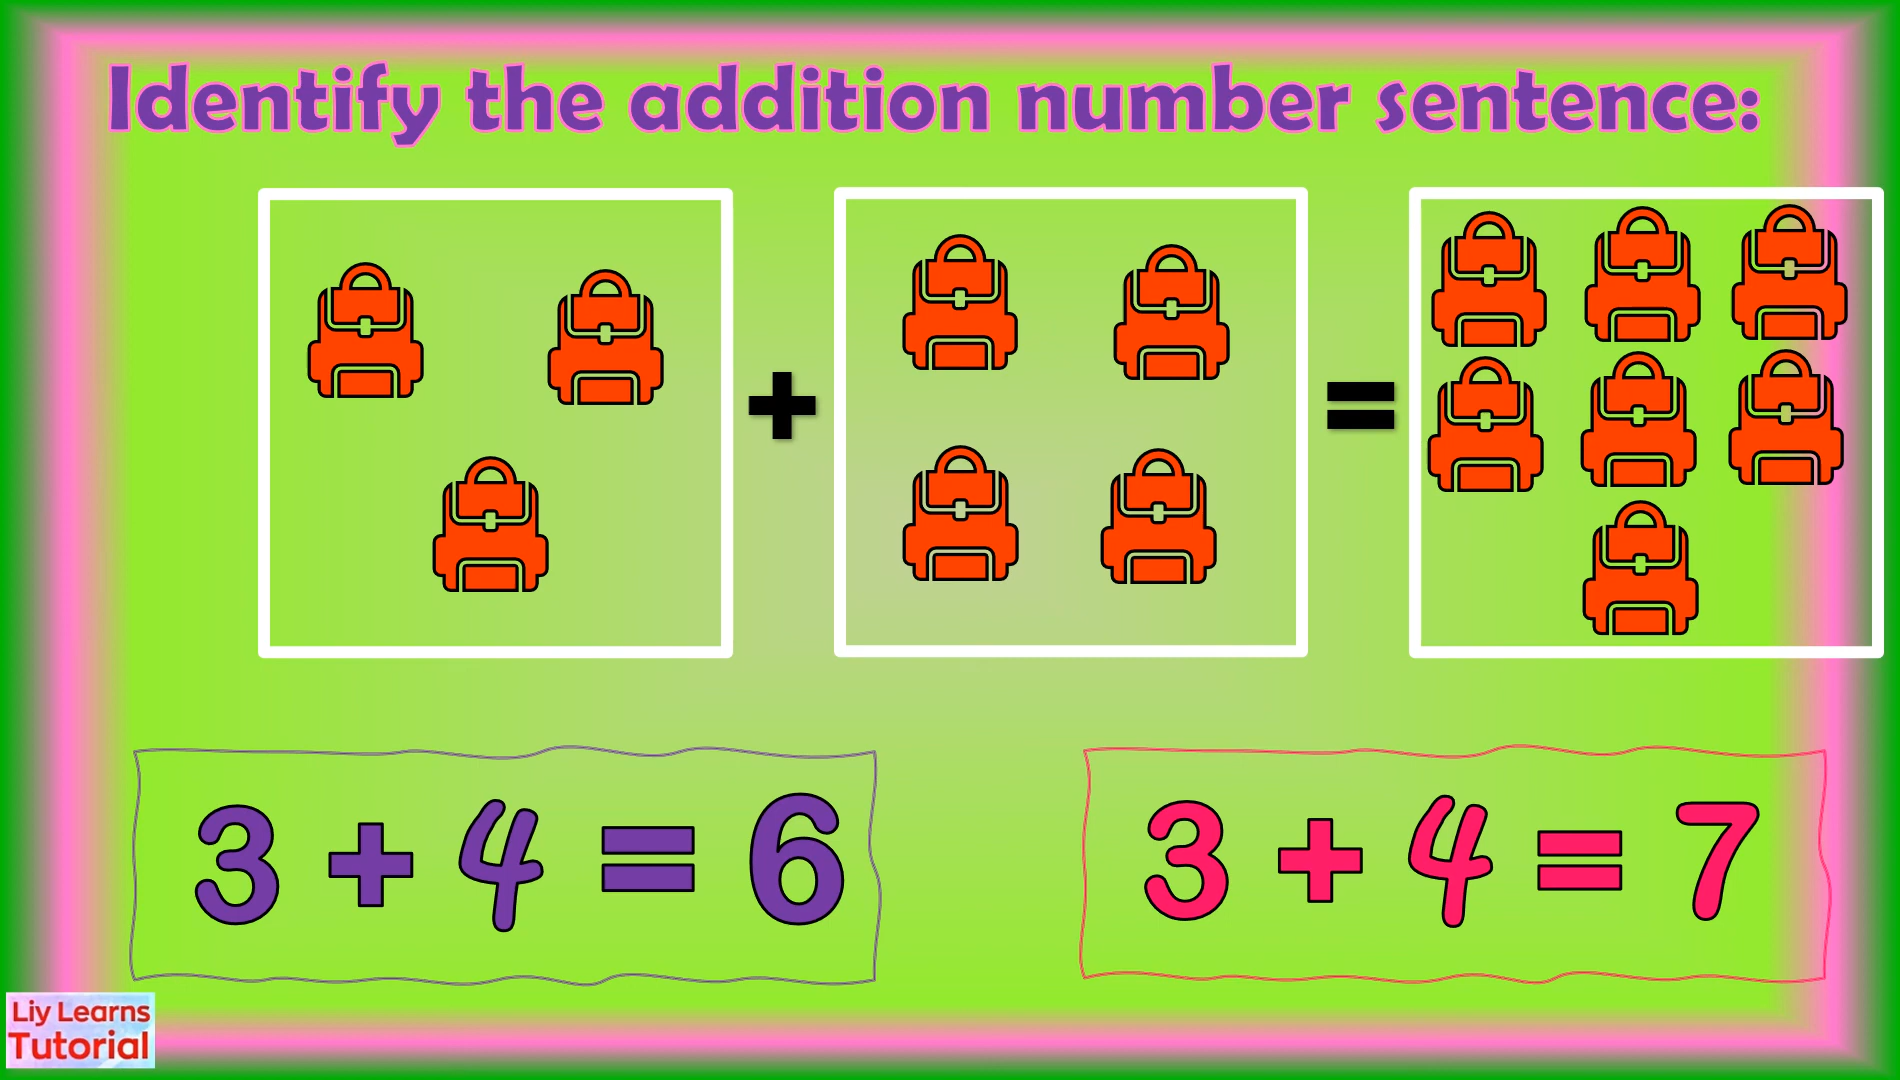 Identify the addition number sentence:
+ =
3 + 4 = 6
3 + 4 = 7
Liy Learns
Tutorial